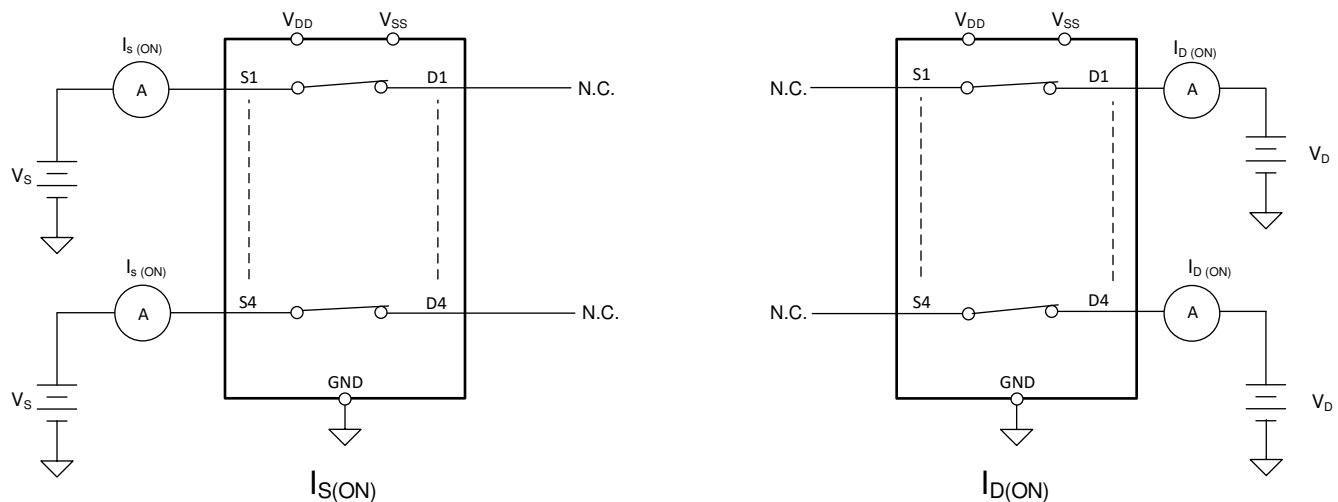 VDD VSS
Is (ON)
A
S1 D1
N.C.
VS
Is (ON)
A
S4 D4
N.C.
VS
GND
IS(ON)
VDD VSS
ID (ON)
N.C.
S1 D1
A
VD
ID (ON)
N.C.
S4 D4
A
VD
GND
ID(ON)